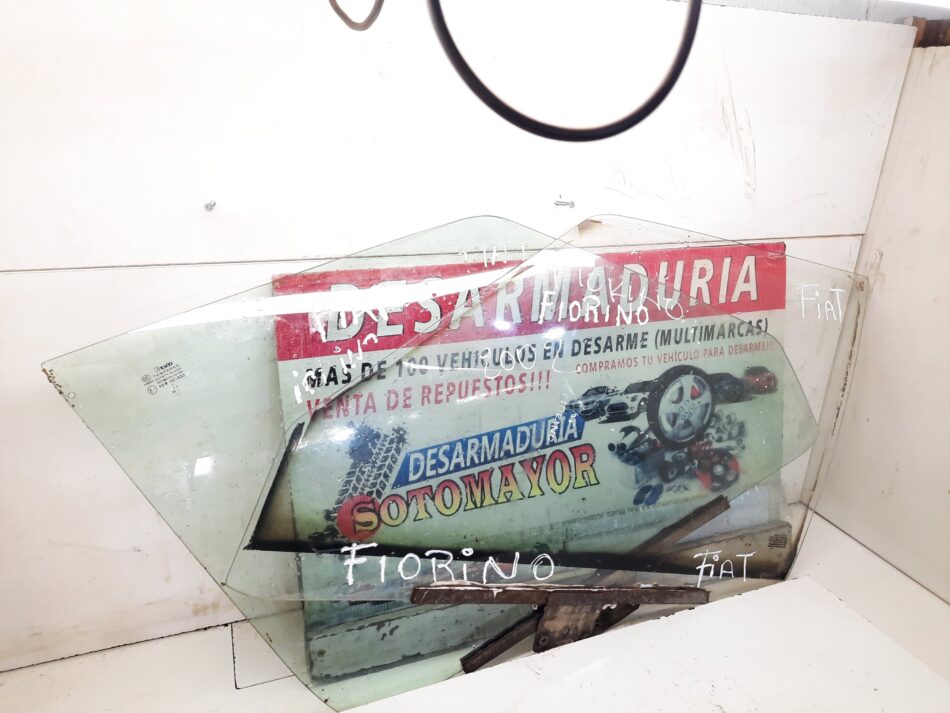 DESARMADURIA
FIORINO
FIAT
MAS DE 100 VEHICULOS EN DESARME (MULTIMARCAS)
COMPRAMOS TU VEHÍCULO PARA DESARME!!
VENTA DE REPUESTOS!!!
DESARMADURIA
SOTOMAYOR
FIORINO
FIAT